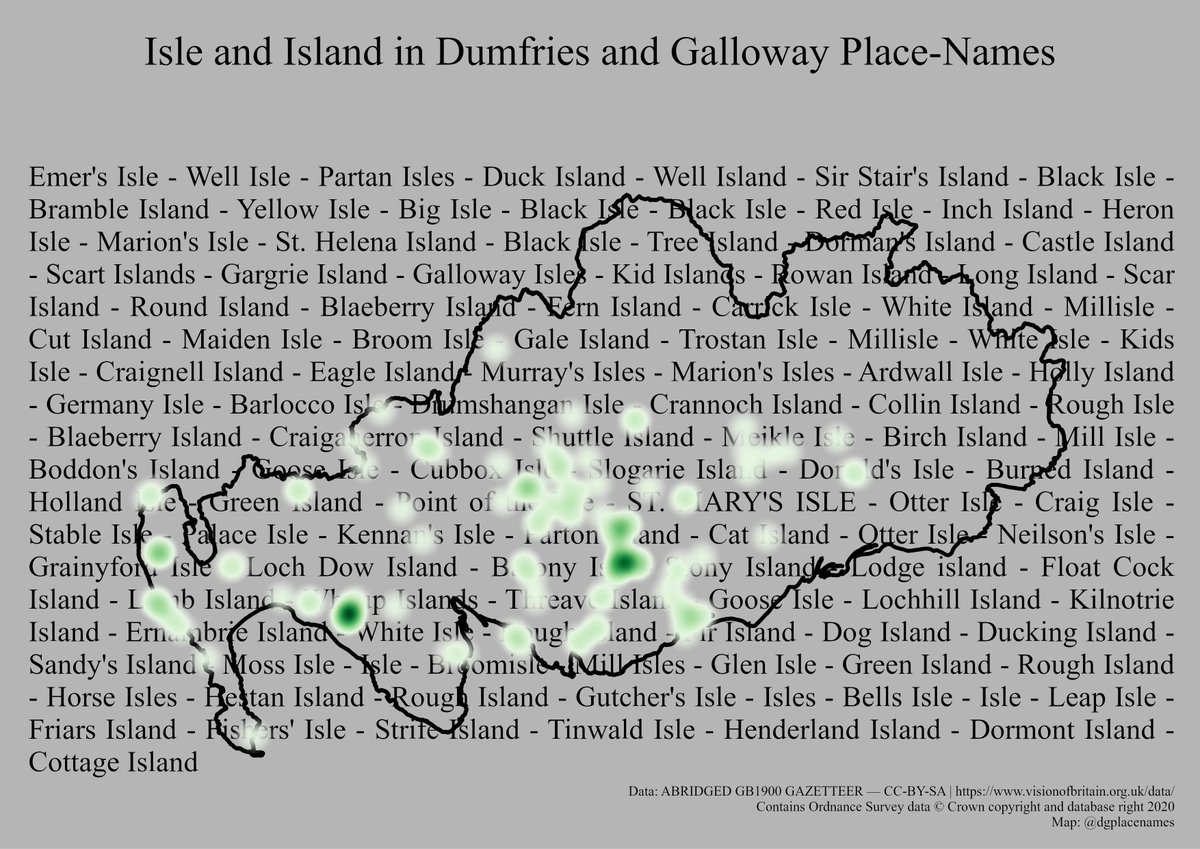 Isle and Island in Dumfries and Galloway Place-Names
Emer's Isle - Well Isle - Partan Isles - Duck Island - Well Island - Sir Stair's Island - Black Isle -
Bramble Island - Yellow Isle - Big Isle - Black Isle - Black Isle - Red Isle - Inch Island - Heron
Isle - Marion's Isle - St. Helena Island - Black Isle - Tree Island - Dorman's Island - Castle Island
- Scart Islands - Gargrie Island - Galloway Isles - Kid Islands - Rowan Island - Long Island - Scar
Island - Round Island - Blaeberry Island - Fern Island - Carrick Isle - White Island - Millisle -
Cut Island - Maiden Isle - Broom Isle - Gale Island - Trostan Isle - Millisle - White Isle - Kids
Isle - Craignell Island - Eagle Island - Murray's Isles - Marion's Isles - Ardwall Isle - Holly Island
- Germany Isle - Barlocco Isle - Drumshangan Isle - Crannoch Island - Collin Island - Rough Isle
- Blaeberry Island - Craigaherron Island - Shuttle Island - Meikle Isle - Birch Island - Mill Isle -
Boddon's Island - Goose Isle - Cubbox Isle - Slogarie Island - Donald's Isle - Burned Island -
Holland Isle - Green Island - Point of the Isle - ST. MARY'S ISLE - Otter Isle - Craig Isle -
Stable Isle - Palace Isle - Kennan's Isle - Parton Island - Cat Island - Otter Isle - Neilson's Isle -
Grainyford Isle - Loch Dow Island - Isle - Stony Island - Lodge island - Float Cock
Island - Lamb Island - Whaup Islands - Threave Island - Goose Isle - Lochhill Island - Kilnotrie
Island - Ernambrie Island - White Isle - Rough Island - Fir Island - Dog Island - Ducking Island -
Sandy's Island - Moss Isle - Isle - Broomisle - Mill Isles - Glen Isle - Green Island - Rough Island
- Horse Isles - Hestan Island - Rough Island - Gutcher's Isle - Isles - Bells Isle - Isle - Leap Isle -
Friars Island - Fishers' Isle - Strife Island - Tinwald Isle - Henderland Island - Dormont Island -
Cottage Island
Data: ABRIDGED GB1900 GAZETTEER — CC-BY-SA | https://www.visionofbritain.org.uk/data/
Contains Ordnance Survey data © Crown copyright and database right 2020
Map: @dgplacenames